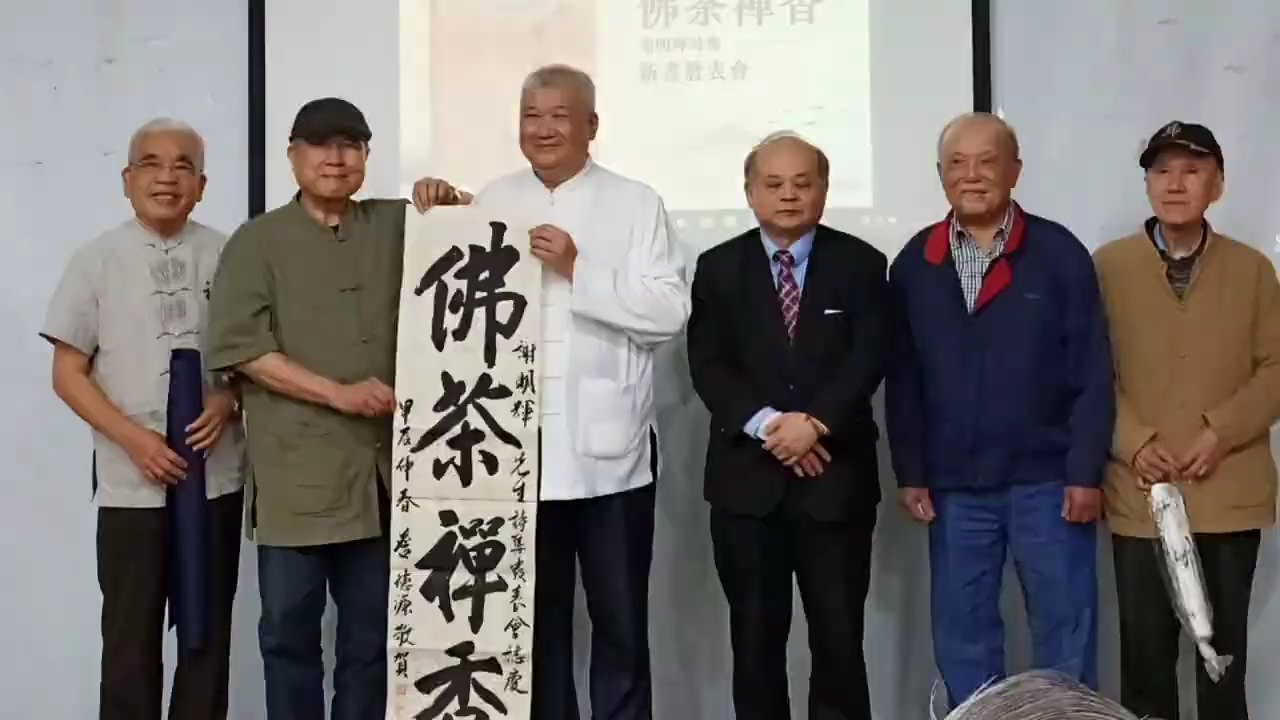 佛茶禪香
新書發表會
佛茶禪香
謝明輝 先生詩集發表會誌慶
甲辰仲春 詹德源敬賀